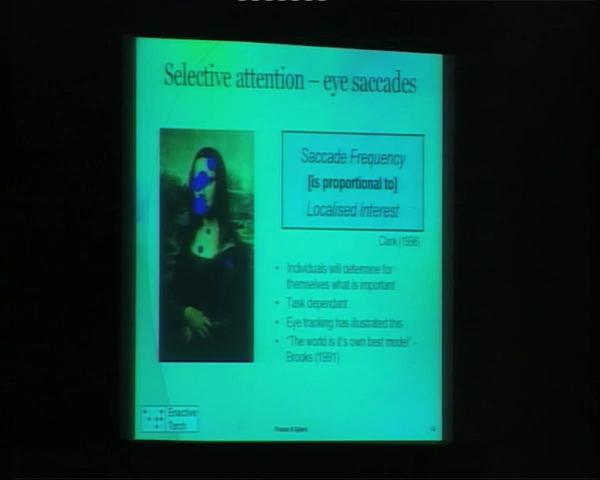 Selective attention – eye saccades
Saccade Frequency
[is proportional to]
Localised Interest
Clark (1998)
• Individuals will determine for
themselves what is important
• Task dependant
• Eye tracking has illustrated this
• "The world is it's own best model" -
Brooks (1991)
Enactive
Torch